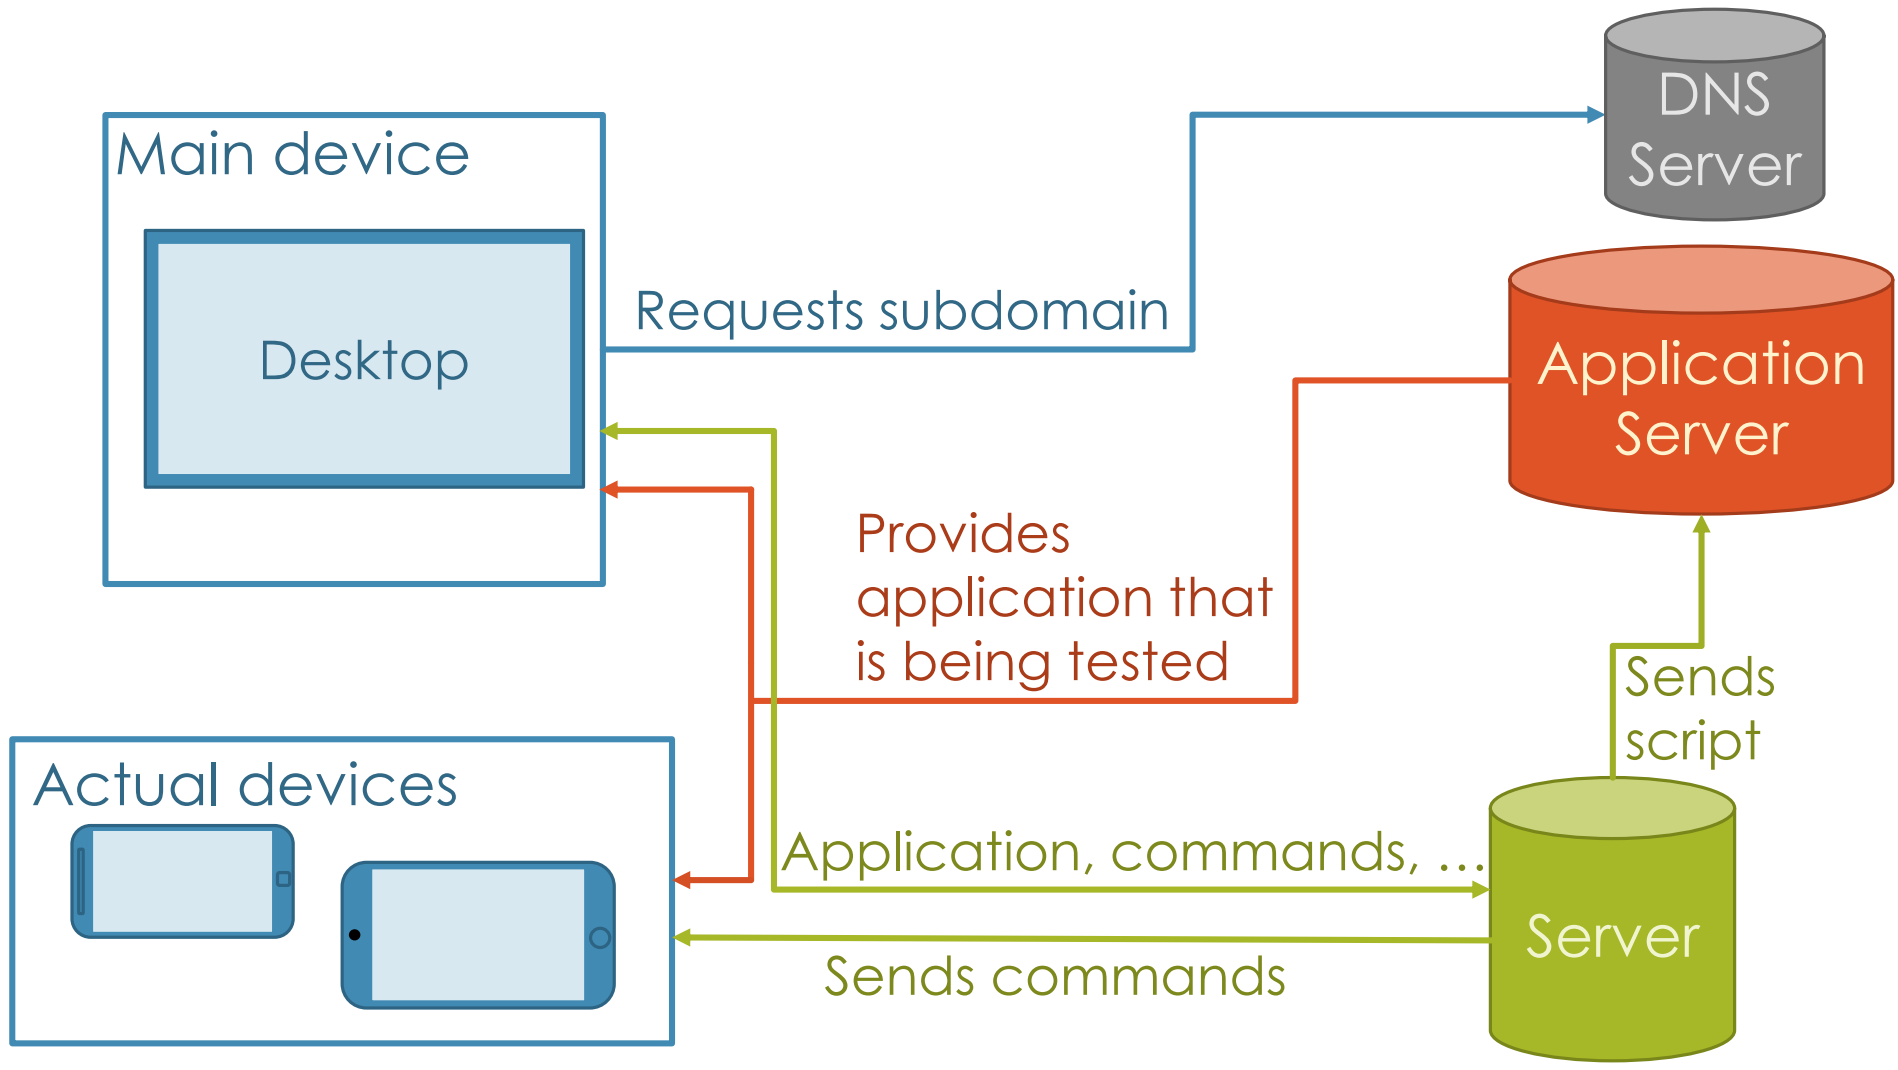 DNS
Server
Main device
Requests subdomain
Desktop
Application
Server
Provides
application that
is being tested
Sends
script
Actual devices
Application, commands, ...
Server
Sends commands